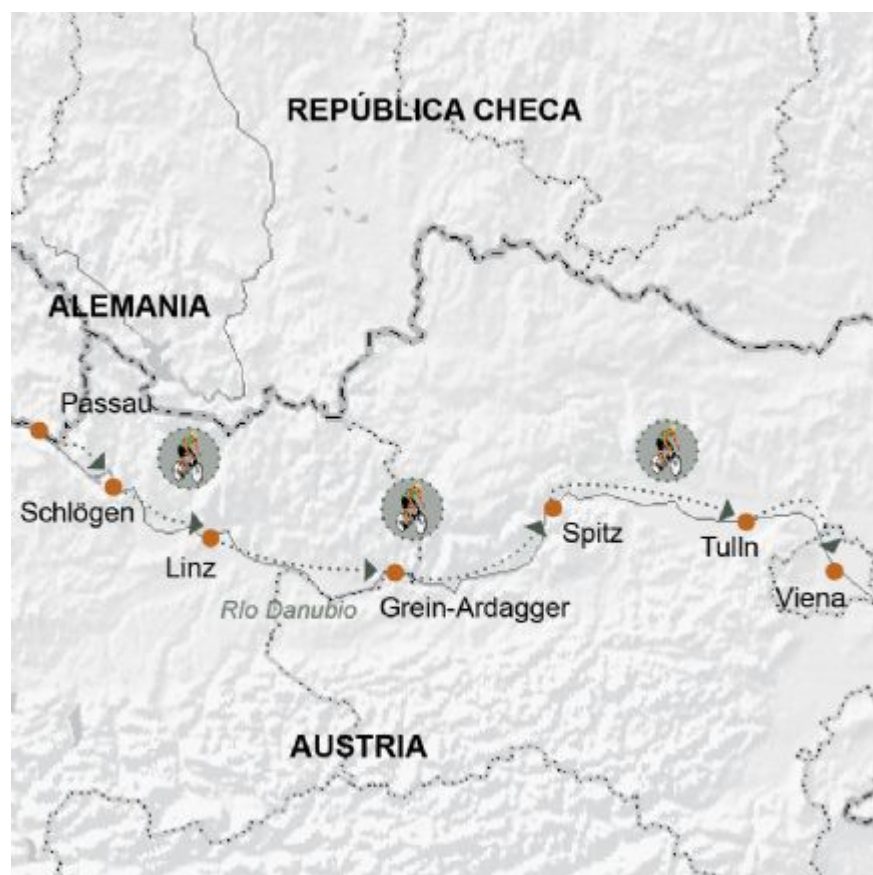 REPÚBLICA CHECA
ALEMANIA
Passau
Schlögen
Spitz
Tulln
Linz
Viena
Río Danubio
Grein-Ardagger
AUSTRIA